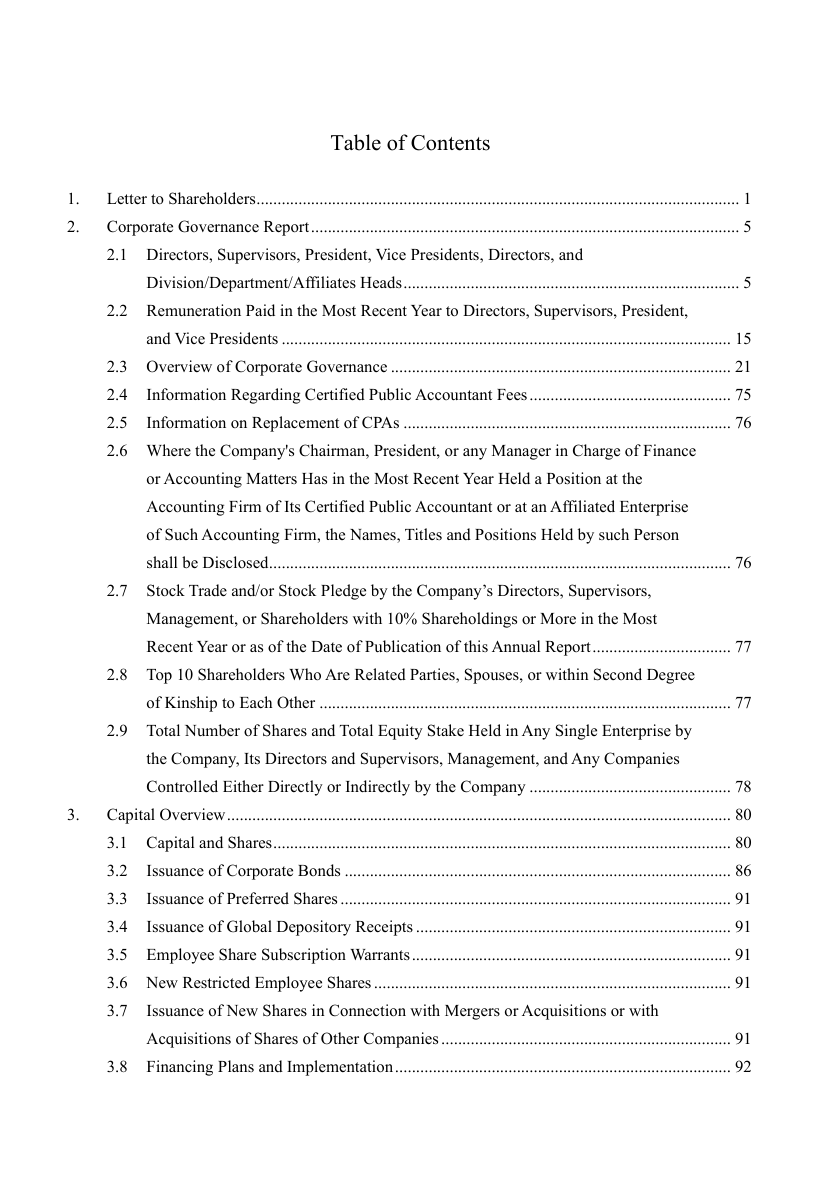 Table of Contents
1. Letter to Shareholders.................................................................................................................... 1
2. Corporate Governance Report...................................................................................................... 5
2.1 Directors, Supervisors, President, Vice Presidents, Directors, and
Division/Department/Affiliates Heads................................................................................ 5
2.2 Remuneration Paid in the Most Recent Year to Directors, Supervisors, President,
and Vice Presidents ........................................................................................................... 15
2.3 Overview of Corporate Governance ................................................................................. 21
2.4 Information Regarding Certified Public Accountant Fees................................................ 75
2.5 Information on Replacement of CPAs .............................................................................. 76
2.6 Where the Company's Chairman, President, or any Manager in Charge of Finance
or Accounting Matters Has in the Most Recent Year Held a Position at the
Accounting Firm of Its Certified Public Accountant or at an Affiliated Enterprise
of Such Accounting Firm, the Names, Titles and Positions Held by such Person
shall be Disclosed.............................................................................................................. 76
2.7 Stock Trade and/or Stock Pledge by the Company’s Directors, Supervisors,
Management, or Shareholders with 10% Shareholdings or More in the Most
Recent Year or as of the Date of Publication of this Annual Report................................. 77
2.8 Top 10 Shareholders Who Are Related Parties, Spouses, or within Second Degree
of Kinship to Each Other .................................................................................................. 77
2.9 Total Number of Shares and Total Equity Stake Held in Any Single Enterprise by
the Company, Its Directors and Supervisors, Management, and Any Companies
Controlled Either Directly or Indirectly by the Company ................................................ 78
3. Capital Overview........................................................................................................................ 80
3.1 Capital and Shares............................................................................................................. 80
3.2 Issuance of Corporate Bonds ............................................................................................ 86
3.3 Issuance of Preferred Shares ............................................................................................. 91
3.4 Issuance of Global Depository Receipts ........................................................................... 91
3.5 Employee Share Subscription Warrants............................................................................ 91
3.6 New Restricted Employee Shares ..................................................................................... 91
3.7 Issuance of New Shares in Connection with Mergers or Acquisitions or with
Acquisitions of Shares of Other Companies..................................................................... 91
3.8 Financing Plans and Implementation................................................................................ 92